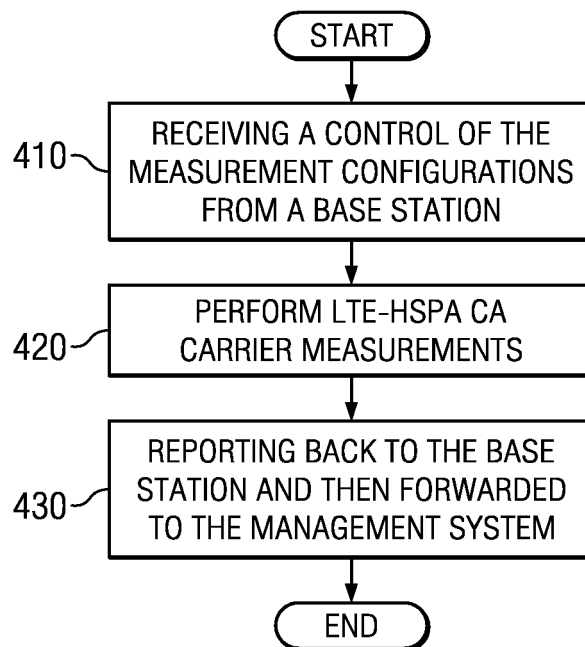 START
410
RECEIVING A CONTROL OF THE
MEASUREMENT CONFIGURATIONS
FROM A BASE STATION
420
PERFORM LTE-HSPA CA
CARRIER MEASUREMENTS
430
REPORTING BACK TO THE BASE
STATION AND THEN FORWARDED
TO THE MANAGEMENT SYSTEM
END